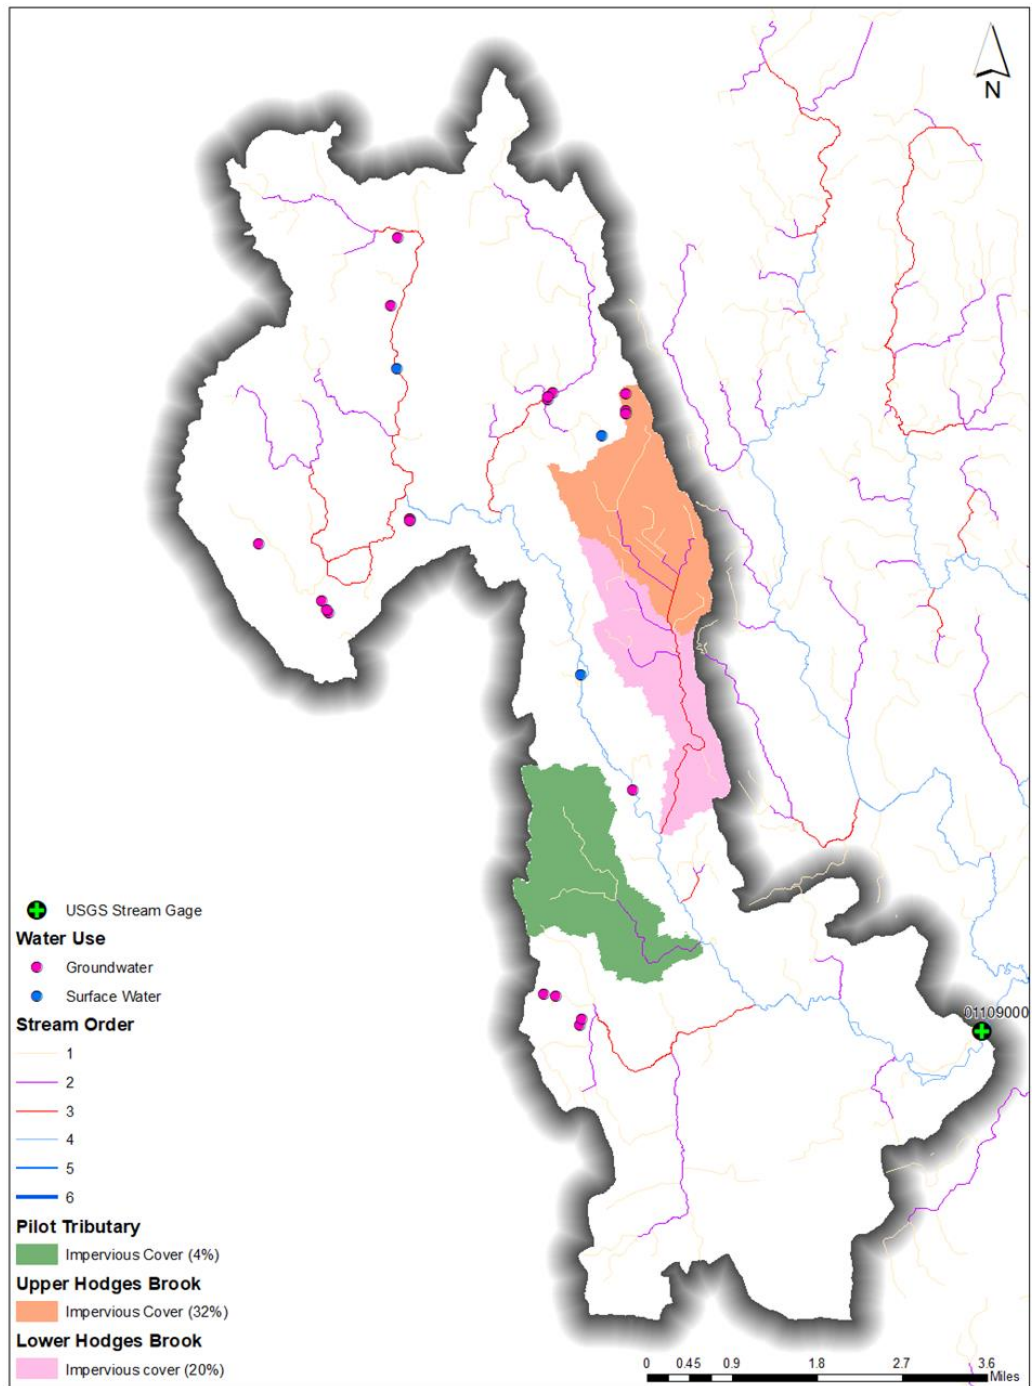 N
01109000
USGS Stream Gage
Water Use
Groundwater
Surface Water
Stream Order
1
2
3
4
5
6
Pilot Tributary
Impervious Cover (4%)
Upper Hodges Brook
Impervious Cover (32%)
Lower Hodges Brook
Impervious cover (20%)
0 0.45 0.9 1.8 2.7 3.6
Miles